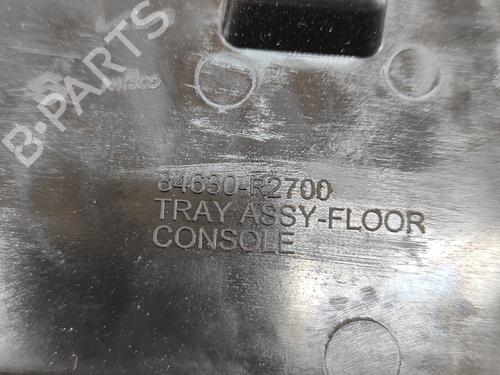 B-PARTS
84630-R2700
TRAY ASSY-FLOOR
CONSOLE